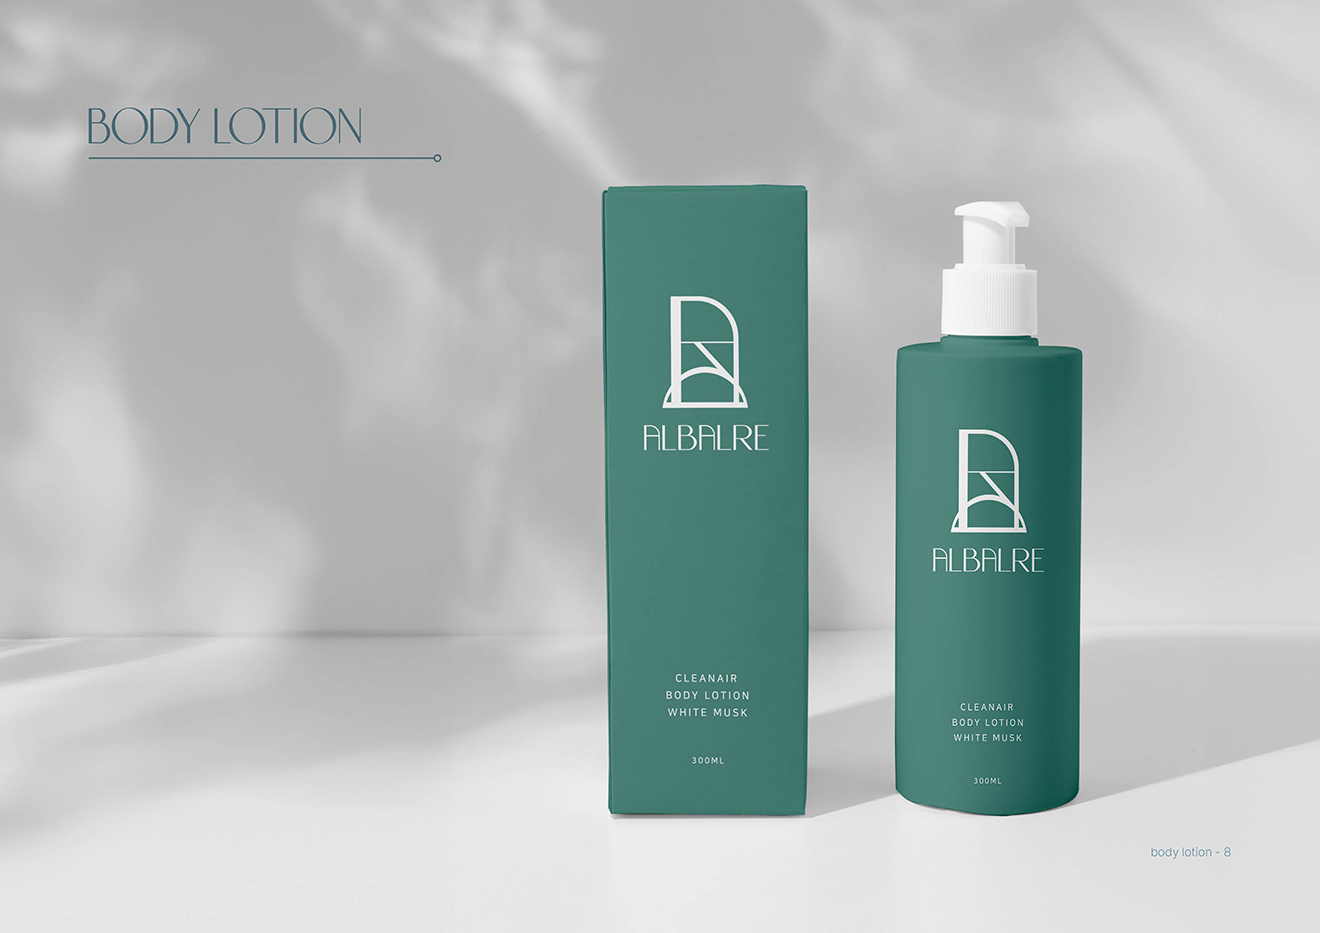 BODY LOTION
ALBALRE
CLEANAIR
BODY LOTION
WHITE MUSK
300ML
ALBALRE
CLEANAIR
BODY LOTION
WHITE MUSK
300ML
body lotion - 8